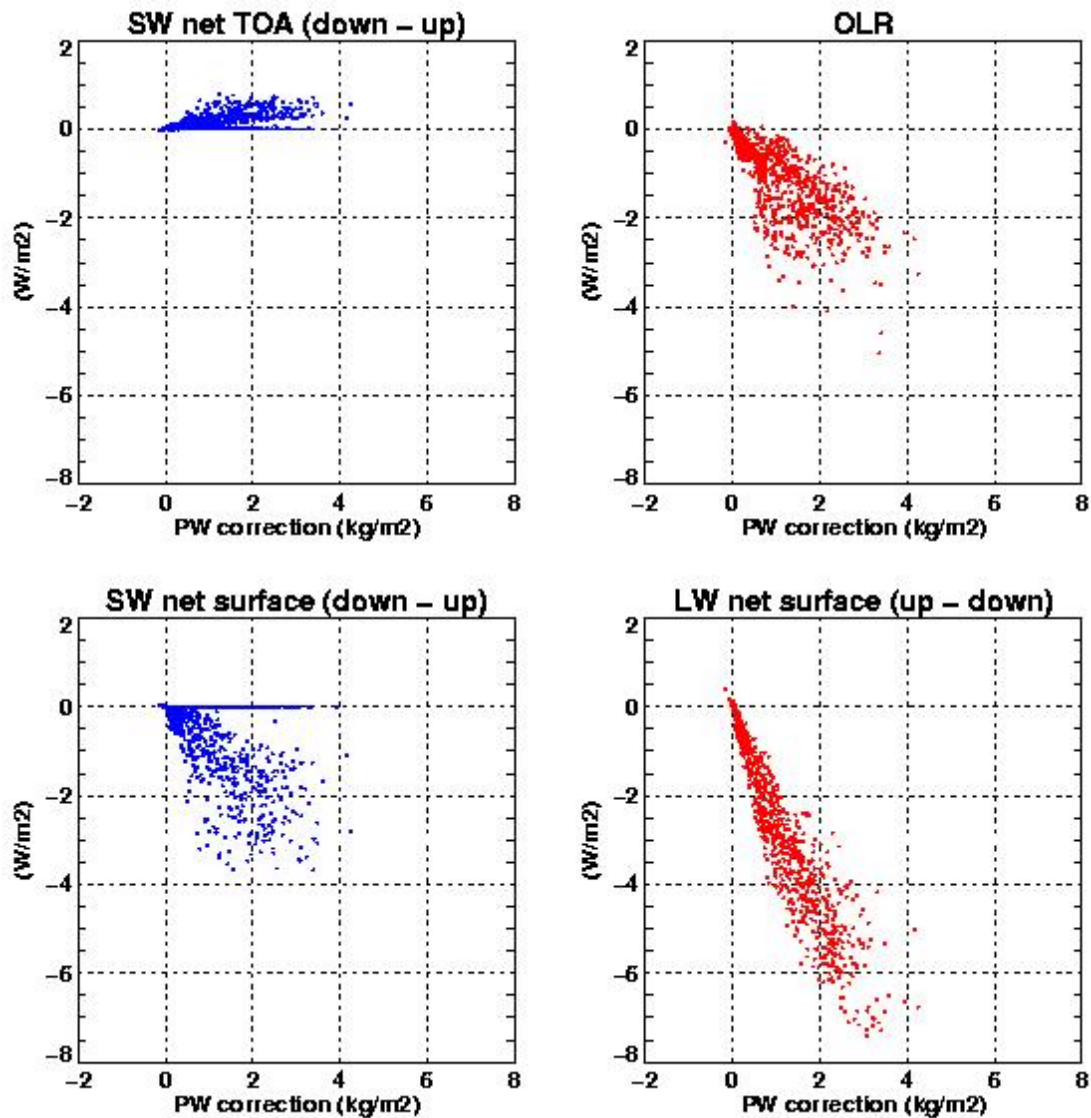 SW net TOA (down – up)
OLR
2
0
–2
–4
–6
–8
(W/m2)
–2 0 2 4 6 8
PW correction (kg/m2)
2
0
–2
–4
–6
–8
(W/m2)
–2 0 2 4 6 8
PW correction (kg/m2)
SW net surface (down – up)
LW net surface (up – down)
2
0
–2
–4
–6
–8
(W/m2)
–2 0 2 4 6 8
PW correction (kg/m2)
2
0
–2
–4
–6
–8
(W/m2)
–2 0 2 4 6 8
PW correction (kg/m2)